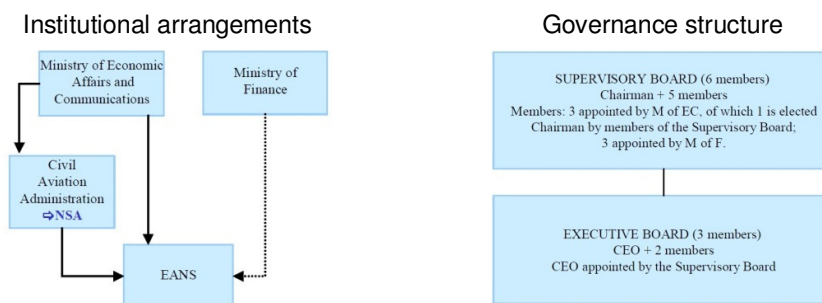 Institutional arrangements
Ministry of Economic
Affairs and
Communications
Ministry of
Finance
Civil
Aviation
Administration
⇨NSA
EANS
Governance structure
SUPERVISORY BOARD (6 members)
Chairman + 5 members
Members: 3 appointed by M of EC, of which 1 is elected
Chairman by members of the Supervisory Board;
3 appointed by M of F.
EXECUTIVE BOARD (3 members)
CEO + 2 members
CEO appointed by the Supervisory Board